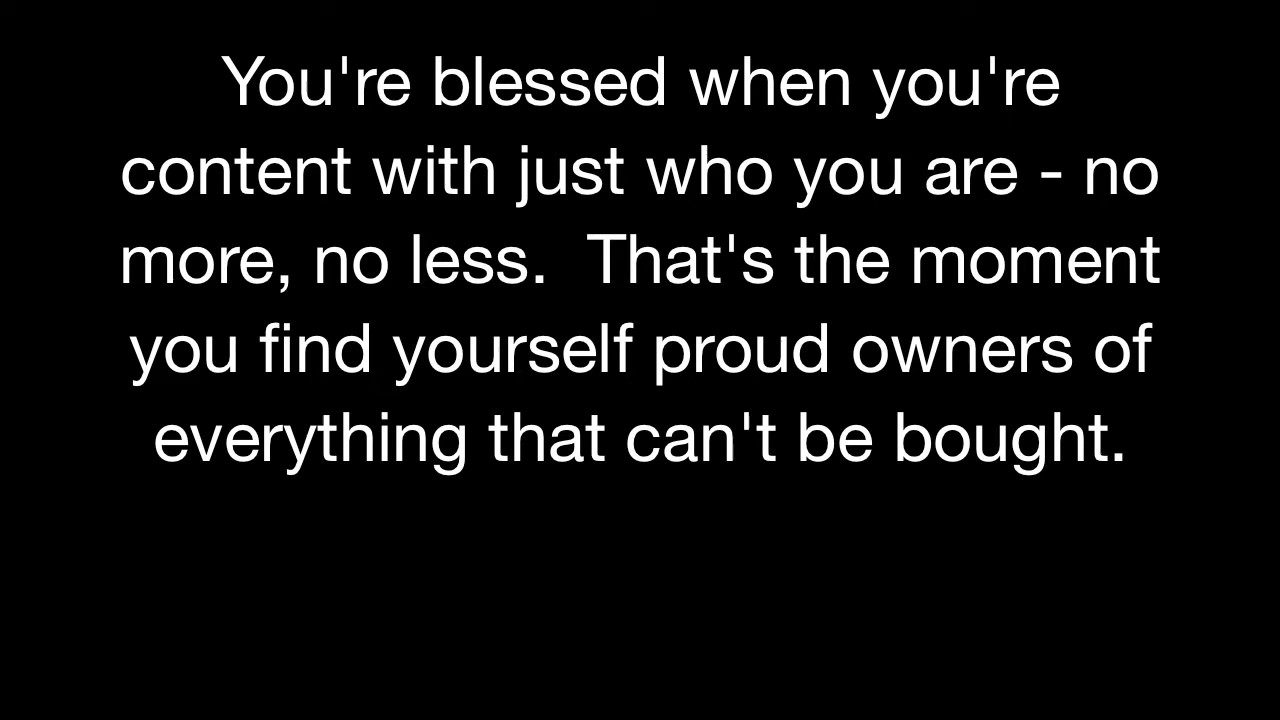 You're blessed when you're
content with just who you are - no
more, no less.  That's the moment
you find yourself proud owners of
everything that can't be bought.